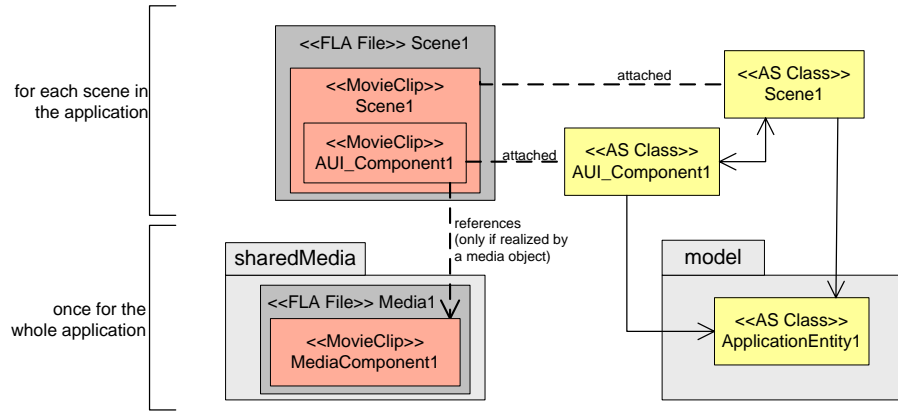 <<FLA File>> Scene1
for each scene in
the application
<<MovieClip>>
Scene1
attached
<<AS Class>>
Scene1
<<MovieClip>>
AUI_Component1
attached
<<AS Class>>
AUI_Component1
references
(only if realized by
a media object)
once for the
whole application
sharedMedia
<<FLA File>> Media1
<<MovieClip>>
MediaComponent1
model
<<AS Class>>
ApplicationEntity1